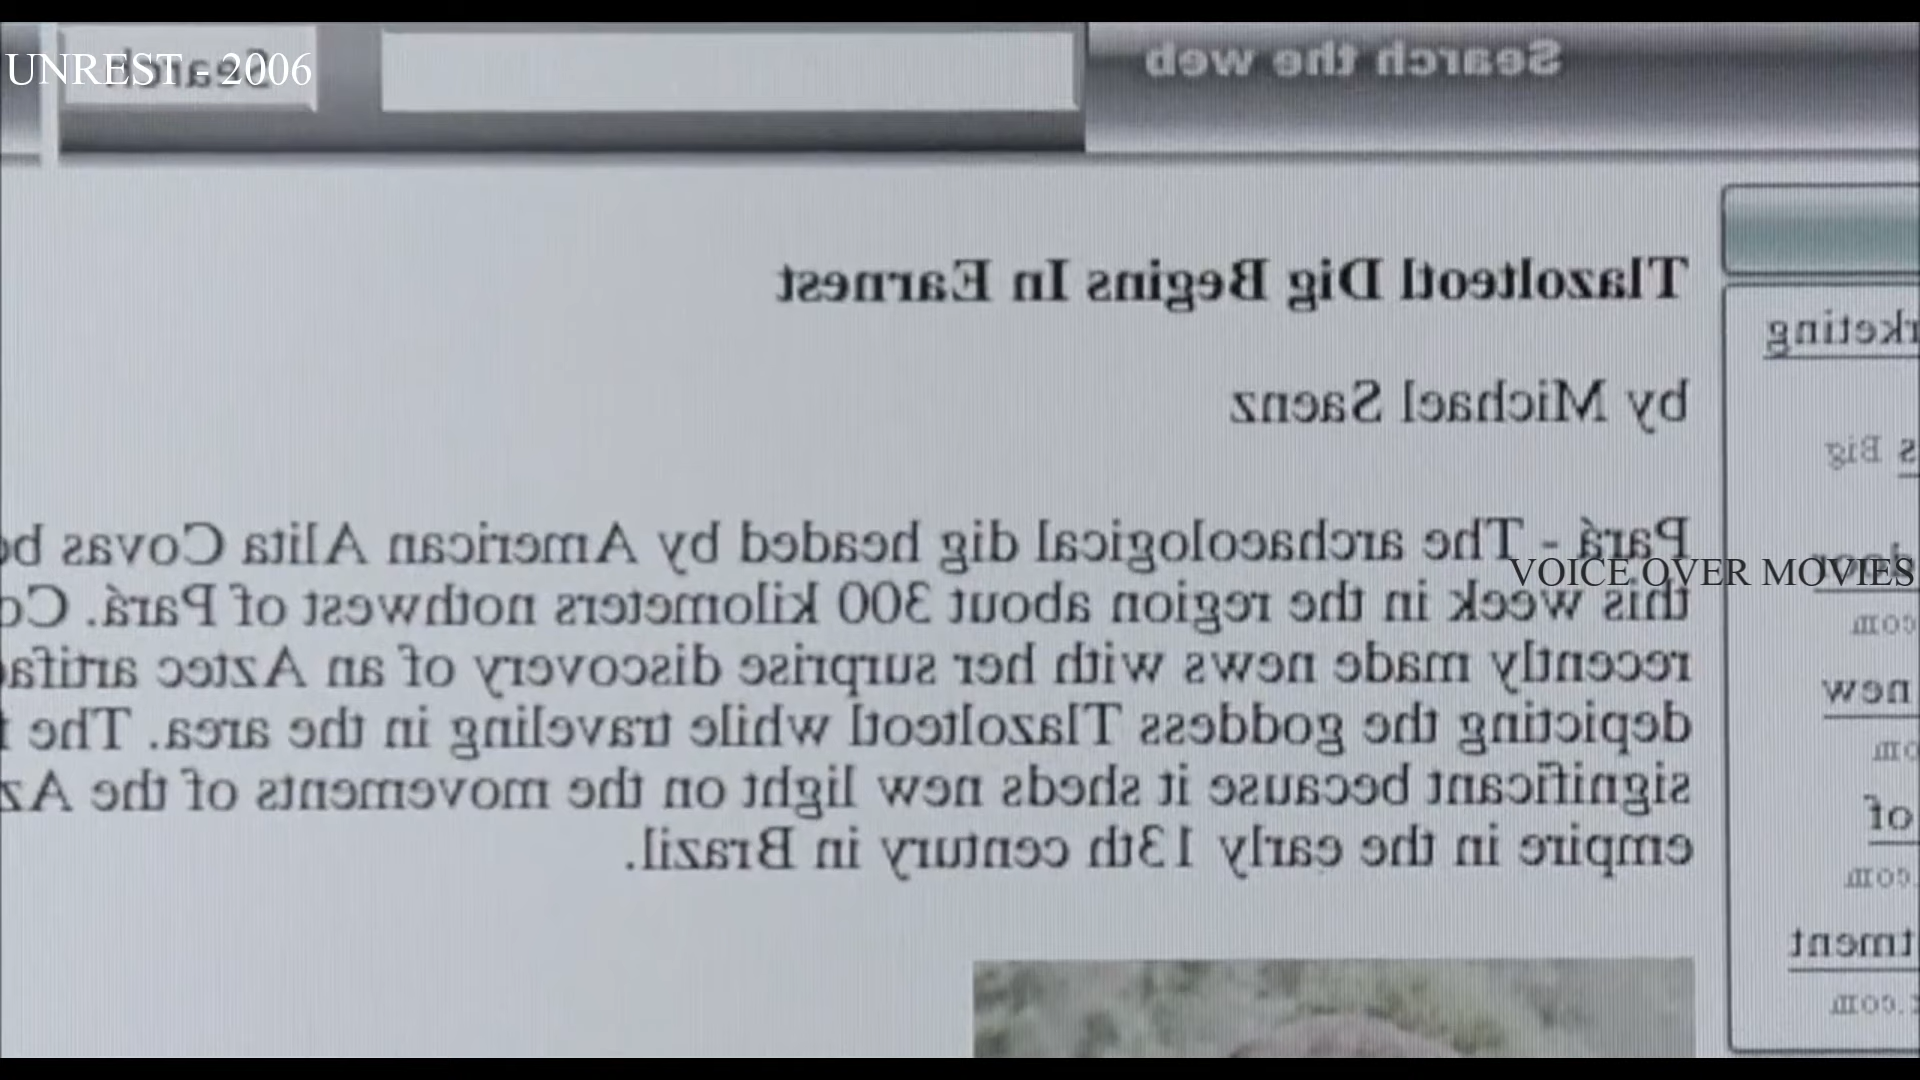 UNREST - 2006
Search
Search the web
Tlazolteotl Dig Begins In Earnest
by Michael Saenz
Pará - The archaeological dig headed by American Alita Covas
this week in the region about 300 kilometers nothwest of Pará.
recently made news with her surprise discovery of an Aztec
depicting the goddess Tlazolteotl while traveling in the area. The
significant because it sheds new light on the movements of the
empire in the early 13th century in Brazil.
VOICE OVER MOVIES
Big
com
new
of
.com
.com